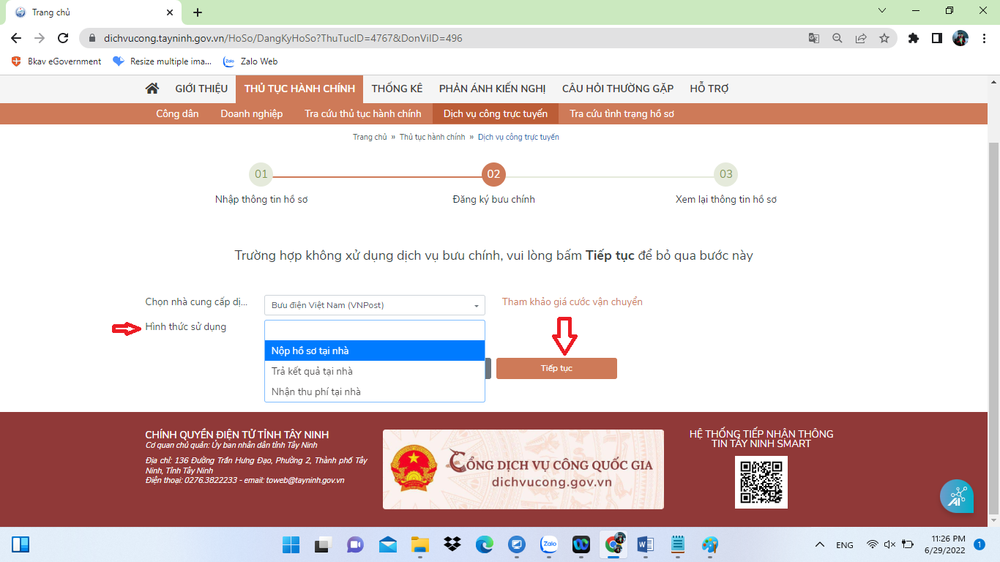 Trang chủ
dichvucong.tayninh.gov.vn/HoSo/DangKyHoSo?ThuTucID=4767&DonViID=496
Bkav eGovernment
Resize multiple ima...
Zalo
Zalo Web
GIỚI THIỆU
THỦ TỤC HÀNH CHÍNH
THỐNG KÊ
PHẢN ÁNH KIẾN NGHỊ
CÂU HỎI THƯỜNG GẶP
HỖ TRỢ
Công dân
Doanh nghiệp
Tra cứu thủ tục hành chính
Dịch vụ công trực tuyến
Tra cứu tình trạng hồ sơ
Trang chủ » Thủ tục hành chính » Dịch vụ công trực tuyến
01
02
03
Nhập thông tin hồ sơ
Đăng ký bưu chính
Xem lại thông tin hồ sơ
Trường hợp không xử dụng dịch vụ bưu chính, vui lòng bấm Tiếp tục để bỏ qua bước này
Chọn nhà cung cấp dị...
Bưu điện Việt Nam (VNPost)
Tham khảo giá cước vận chuyển
Hình thức sử dụng
Nộp hồ sơ tại nhà
Trả kết quả tại nhà
Nhận thu phí tại nhà
Tiếp tục
CHÍNH QUYỀN ĐIỆN TỬ TỈNH TÂY NINH
Cơ quan chủ quản: Ủy ban nhân dân tỉnh Tây Ninh
Địa chỉ: 136 Đường Trần Hưng Đạo, Phường 2, Thành phố Tây
Ninh, Tỉnh Tây Ninh
Điện thoại: 0276.3822233 - email: toweb@tayninh.gov.vn
CỔNG DỊCH VỤ CÔNG QUỐC GIA
dichvucong.gov.vn
HỆ THỐNG TIẾP NHẬN THÔNG
TIN TÂY NINH SMART
AI
Zalo
ENG
11:26 PM
6/29/2022
1